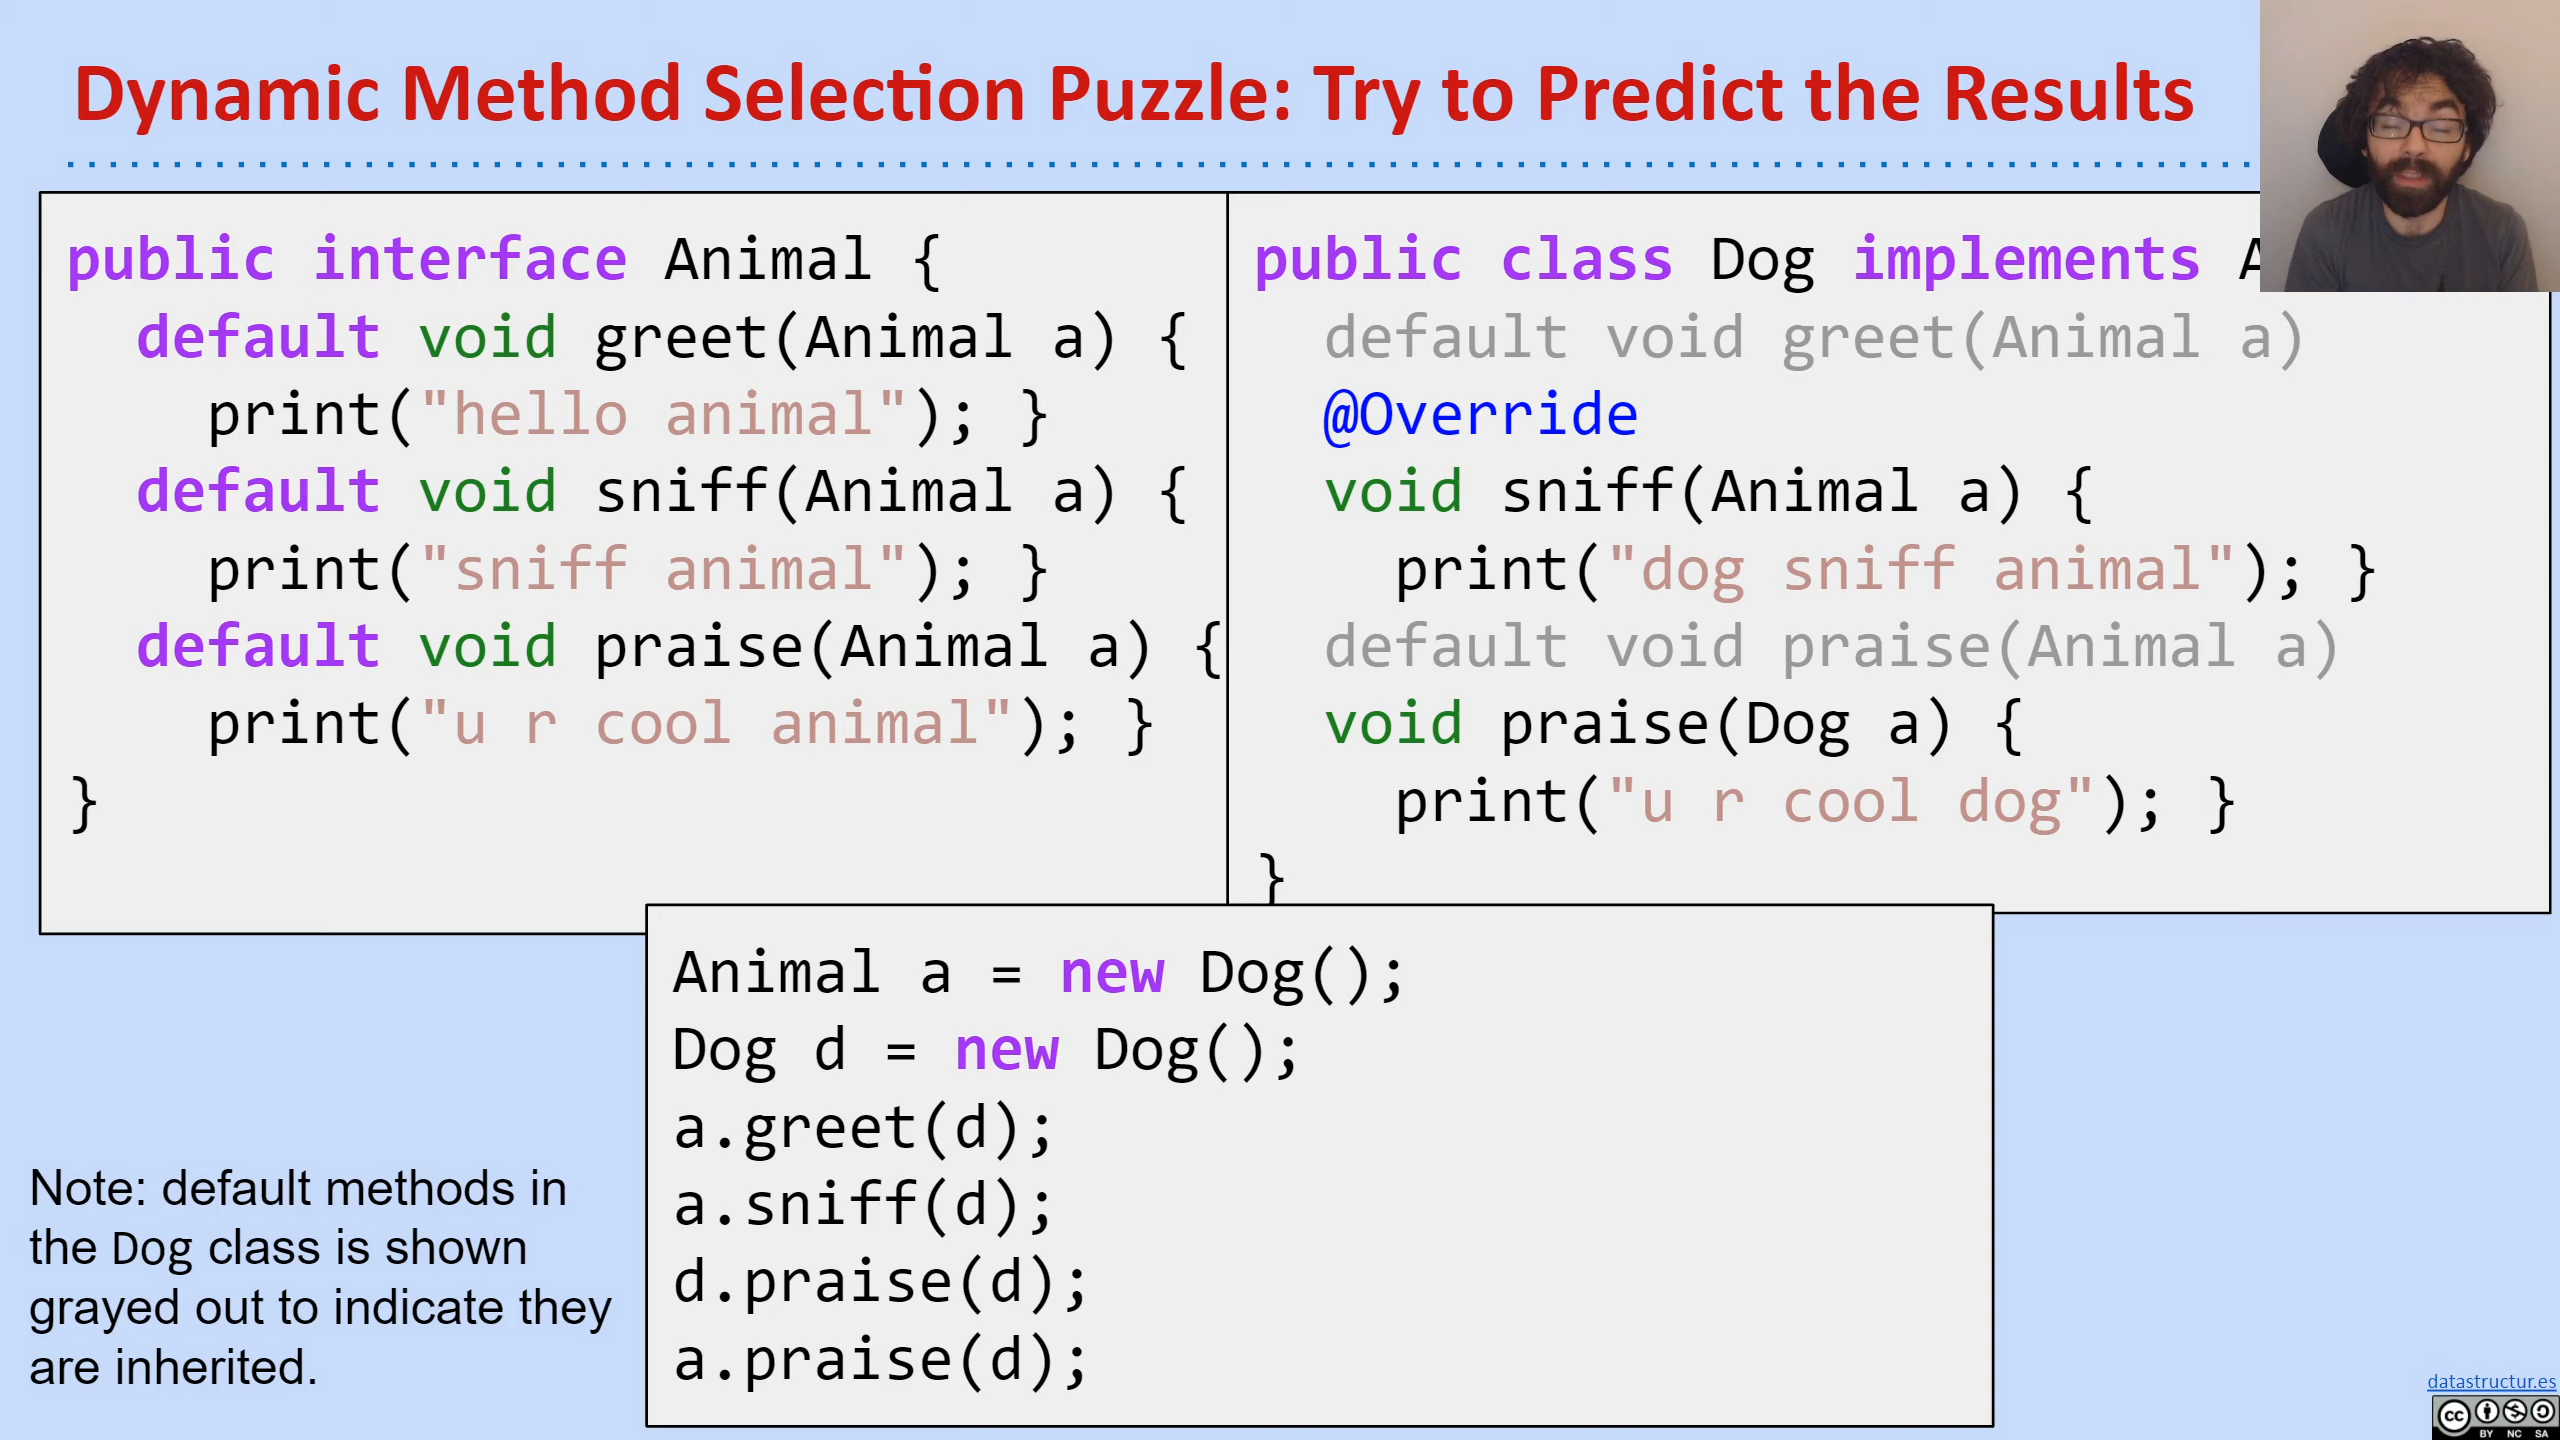 Dynamic Method Selection Puzzle: Try to Predict the Results
public interface Animal {
default void greet(Animal a) {
print("hello animal"); }
default void sniff(Animal a) {
print("sniff animal"); }
default void praise(Animal a) {
print("u r cool animal"); }
}
public class Dog implements A
default void greet(Animal a)
@Override
void sniff(Animal a) {
print("dog sniff animal"); }
default void praise(Animal a)
void praise(Dog a) {
print("u r cool dog"); }
}
Animal a = new Dog();
Dog d = new Dog();
a.greet(d);
a.sniff(d);
d.praise(d);
a.praise(d);
Note: default methods in
the Dog class is shown
grayed out to indicate they
are inherited.
datastructur.es
cc
BY NC SA